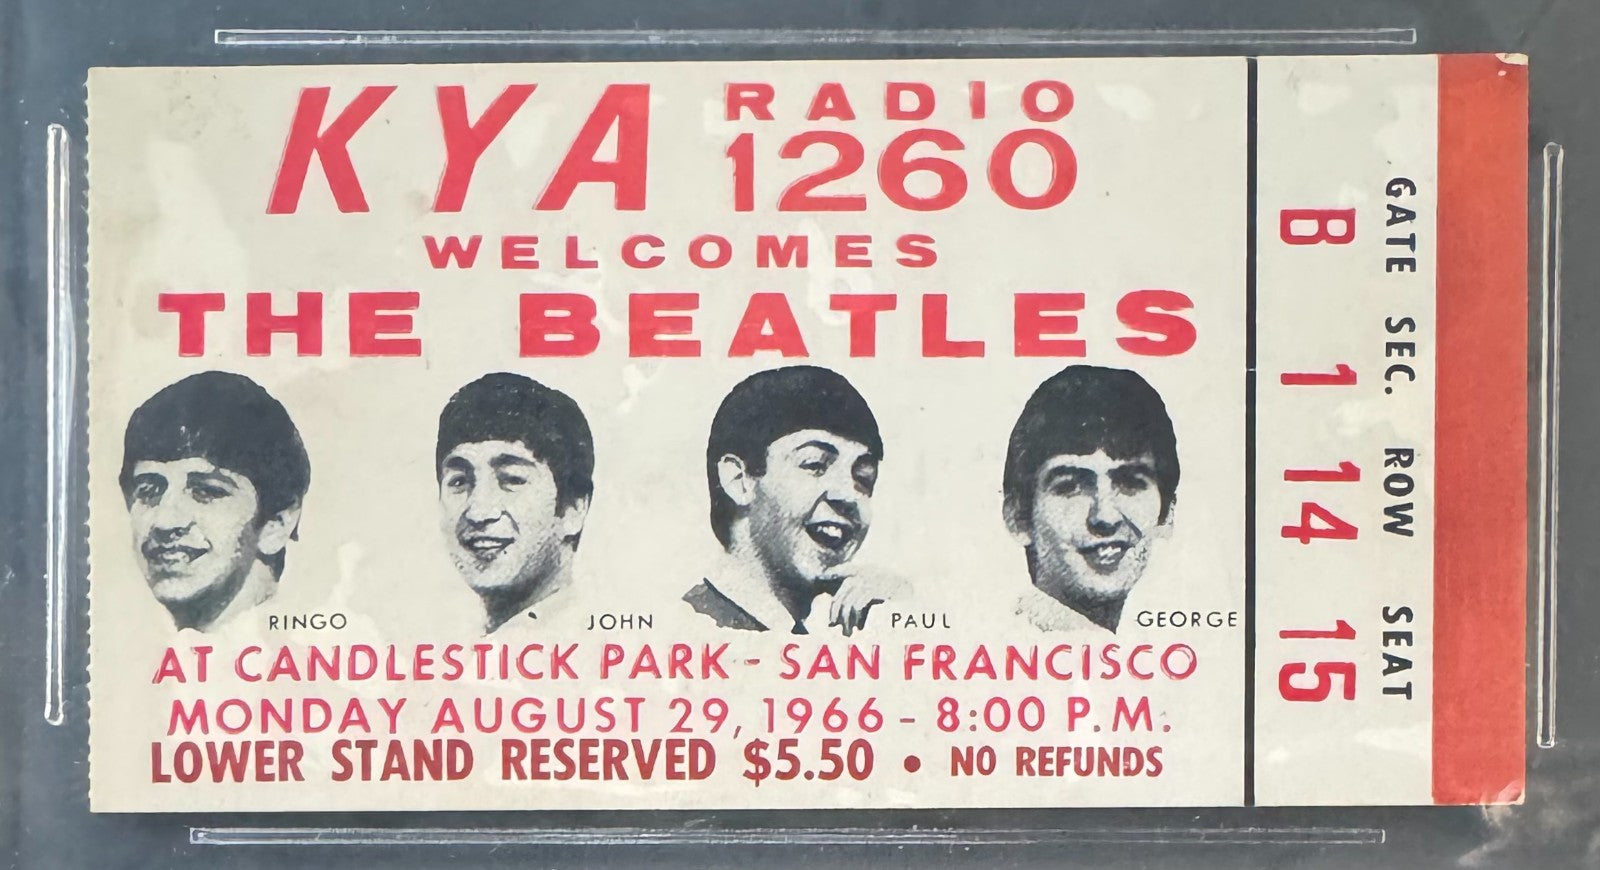 KYA RADIO 1260
WELCOMES
THE BEATLES
RINGO JOHN PAUL GEORGE
AT CANDLESTICK PARK - SAN FRANCISCO
MONDAY AUGUST 29, 1966 - 8:00 P.M.
LOWER STAND RESERVED $5.50 • NO REFUNDS
GATE SEC. ROW SEAT
B 1 14 15